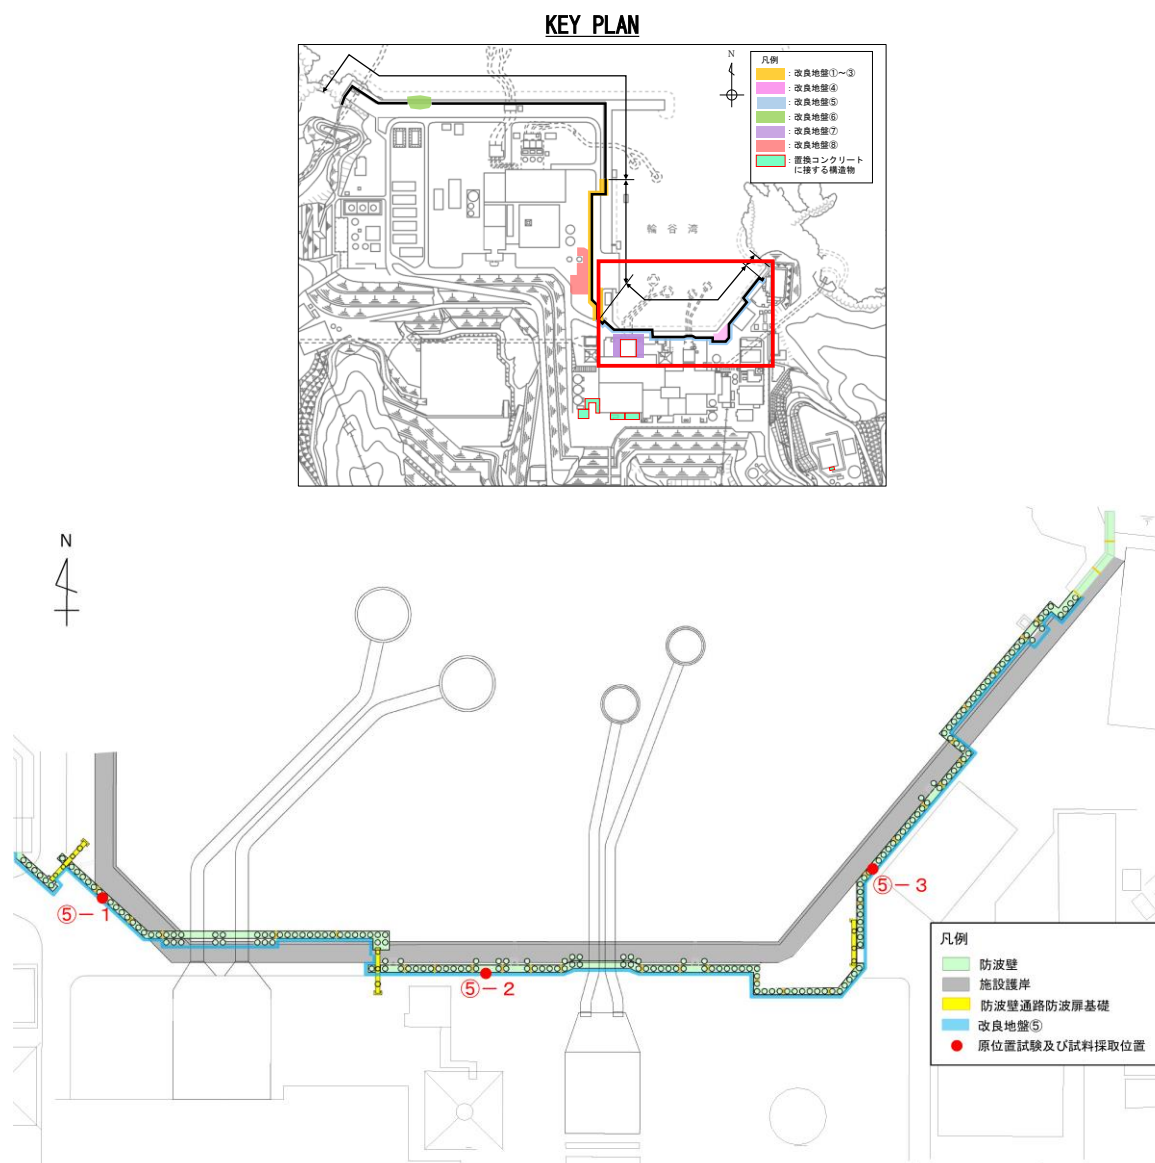 KEY PLAN
N
凡例
：改良地盤①～③
：改良地盤④
：改良地盤⑤
：改良地盤⑥
：改良地盤⑦
：改良地盤⑧
：置換コンクリート
に接する構造物
輪谷湾
N
⑤－1
⑤－2
⑤－3
凡例
防波壁
施設護岸
防波壁通路防波扉基礎
改良地盤⑤
原位置試験及び試料採取位置